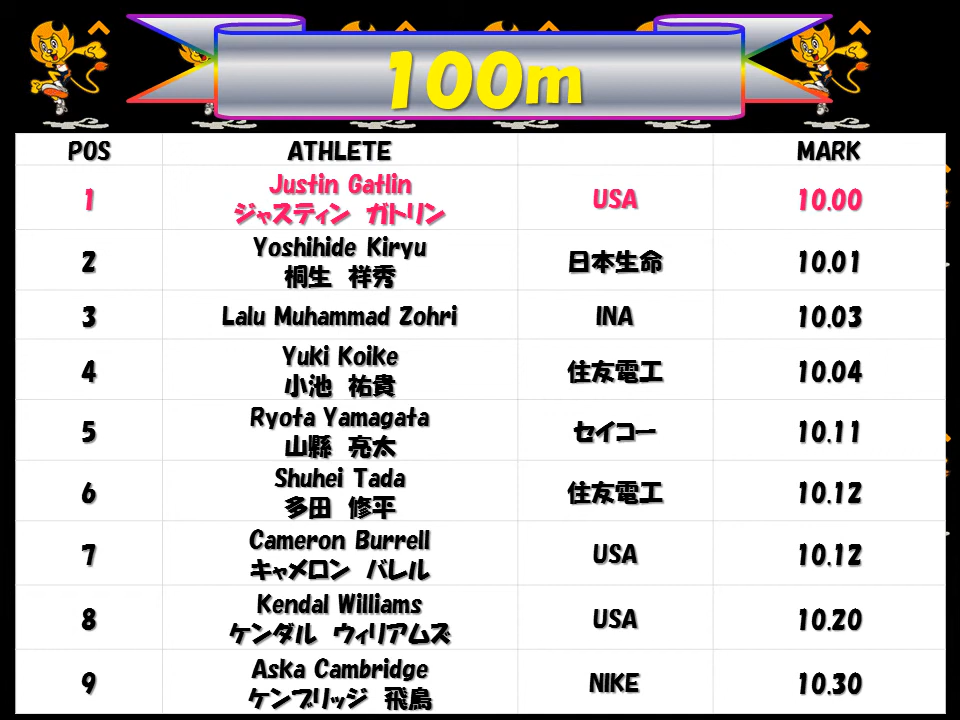 100m
POS ATHLETE MARK
1 Justin Gatlin
ジャスティン ガトリン USA 10.00
2 Yoshihide Kiryu
桐生 祥秀 日本生命 10.01
3 Lalu Muhammad Zohri INA 10.03
4 Yuki Koike
小池 祐貴 住友電工 10.04
5 Ryota Yamagata
山縣 亮太 セイコー 10.11
6 Shuhei Tada
多田 修平 住友電工 10.12
7 Cameron Burrell
キャメロン バレル USA 10.12
8 Kendal Williams
ケンダル ウィリアムズ USA 10.20
9 Aska Cambridge
ケンブリッジ 飛鳥 NIKE 10.30